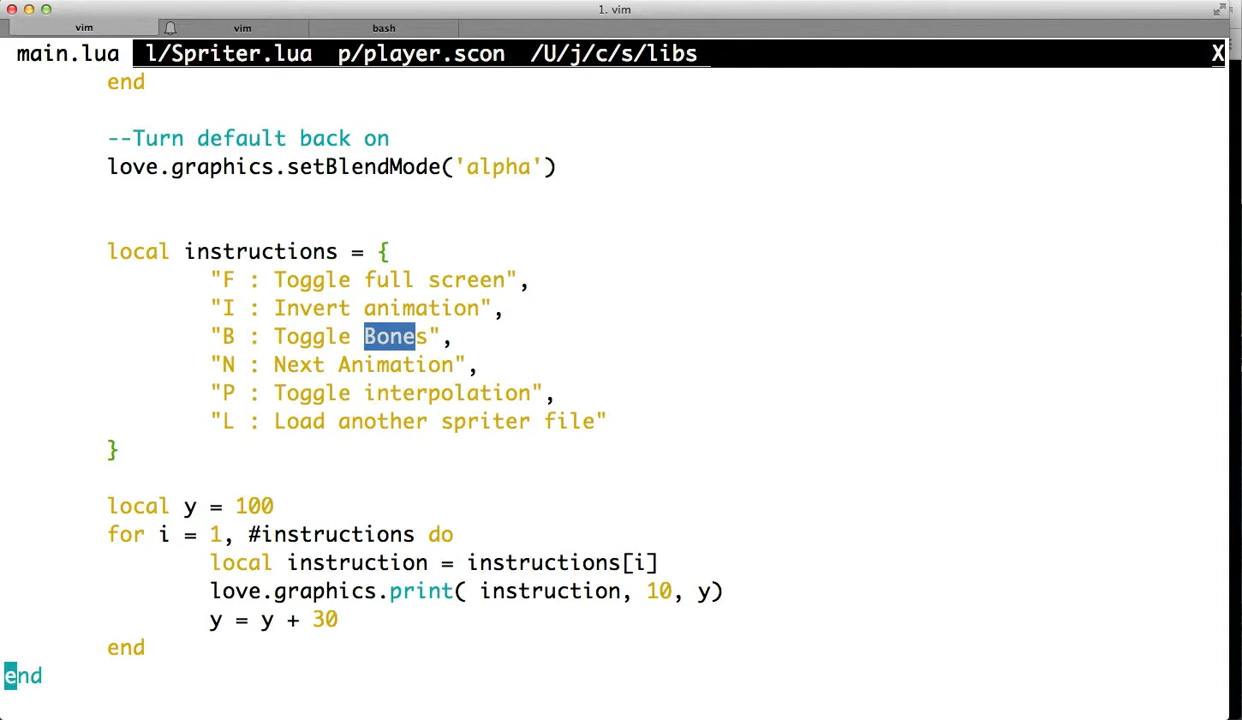 1. vim
vim vim bash
main.lua l/Spriter.lua p/player.scon /U/j/c/s/libs X
end
--Turn default back on
love.graphics.setBlendMode('alpha')
local instructions = {
"F : Toggle full screen",
"I : Invert animation",
"B : Toggle Bones",
"N : Next Animation",
"P : Toggle interpolation",
"L : Load another spriter file"
}
local y = 100
for i = 1, #instructions do
local instruction = instructions[i]
love.graphics.print( instruction, 10, y)
y = y + 30
end
end